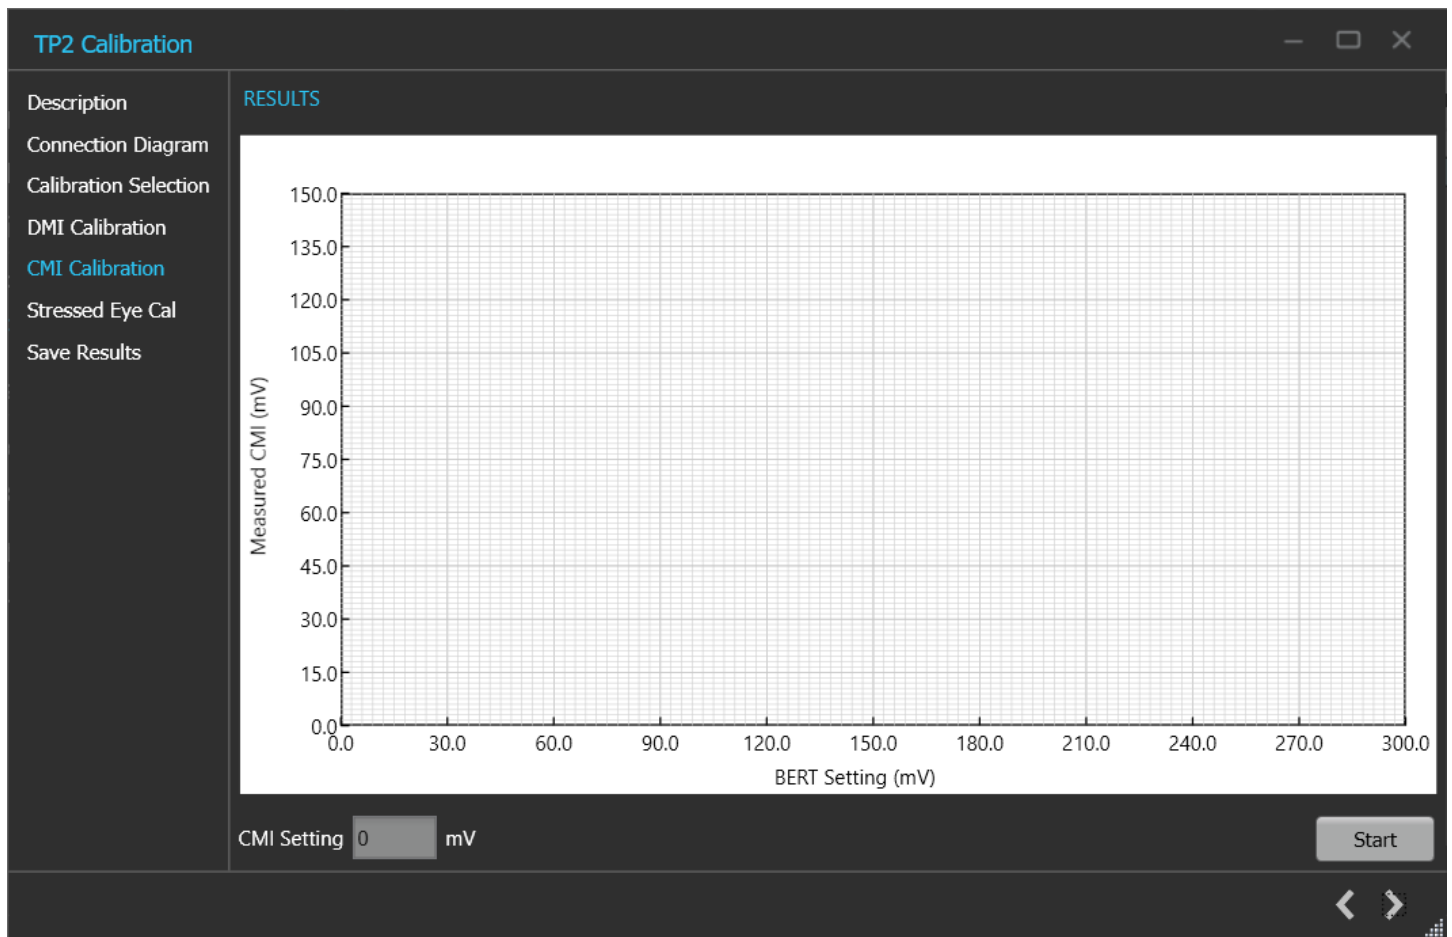 TP2 Calibration
Description
Connection Diagram
Calibration Selection
DMI Calibration
CMI Calibration
Stressed Eye Cal
Save Results
RESULTS
Measured CMI (mV)
150.0
135.0
120.0
105.0
90.0
75.0
60.0
45.0
30.0
15.0
0.0
0.0 30.0 60.0 90.0 120.0 150.0 180.0 210.0 240.0 270.0 300.0
BERT Setting (mV)
CMI Setting 0 mV
Start